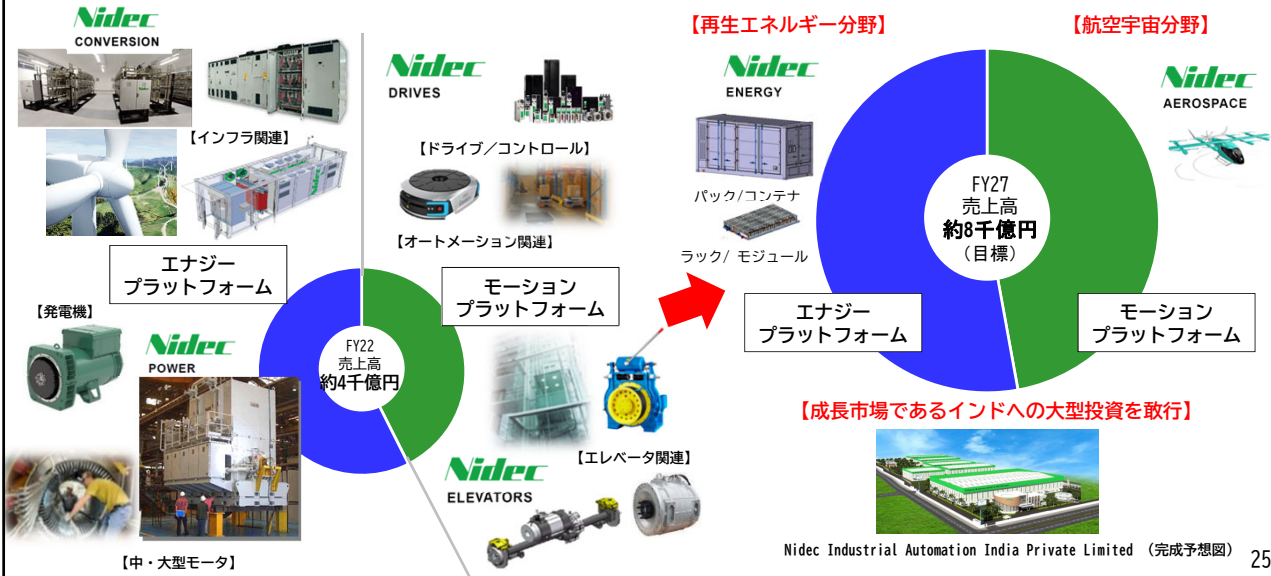 Nidec
CONVERSION
【インフラ関連】
エナジー
プラットフォーム
【発電機】
Nidec
POWER
【中・大型モータ】
Nidec
DRIVES
【ドライブ／コントロール】
【オートメーション関連】
モーション
プラットフォーム
FY22
売上高
約4千億円
Nidec
ELEVATORS
【エレベータ関連】
【再生エネルギー分野】
Nidec
ENERGY
パック/コンテナ
ラック/ モジュール
エナジー
プラットフォーム
【航空宇宙分野】
Nidec
AEROSPACE
FY27
売上高
約8千億円
（目標）
モーション
プラットフォーム
【成長市場であるインドへの大型投資を敢行】
Nidec Industrial Automation India Private Limited （完成予想図）
25